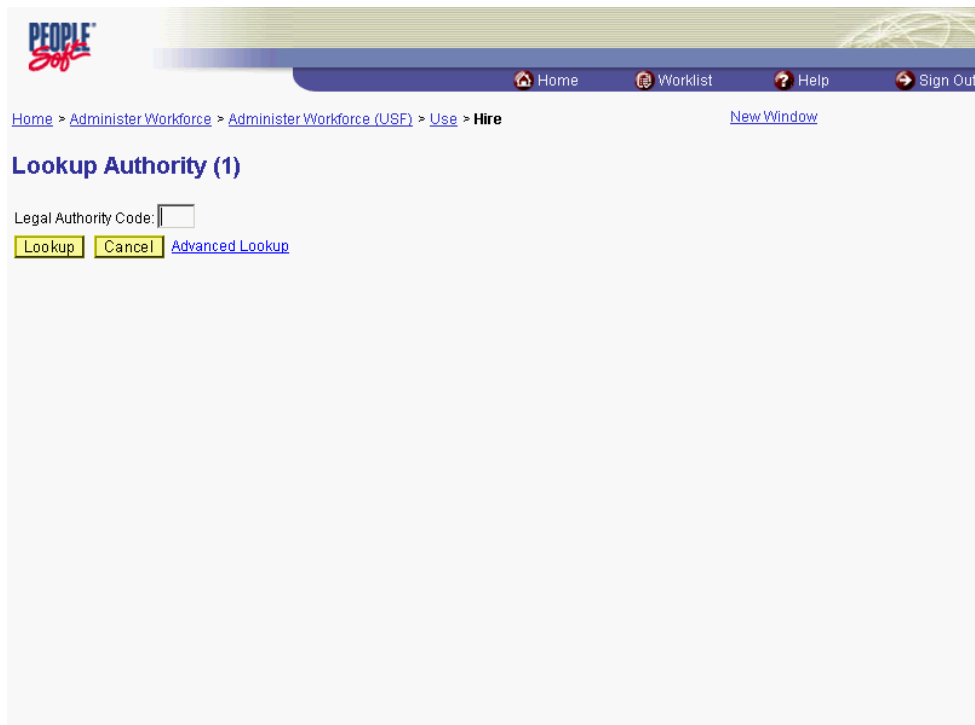 PEOPLE
Soft
Home Worklist Help Sign Out
Home > Administer Workforce > Administer Workforce (USF) > Use > Hire New Window
Lookup Authority (1)
Legal Authority Code:
Lookup Cancel Advanced Lookup